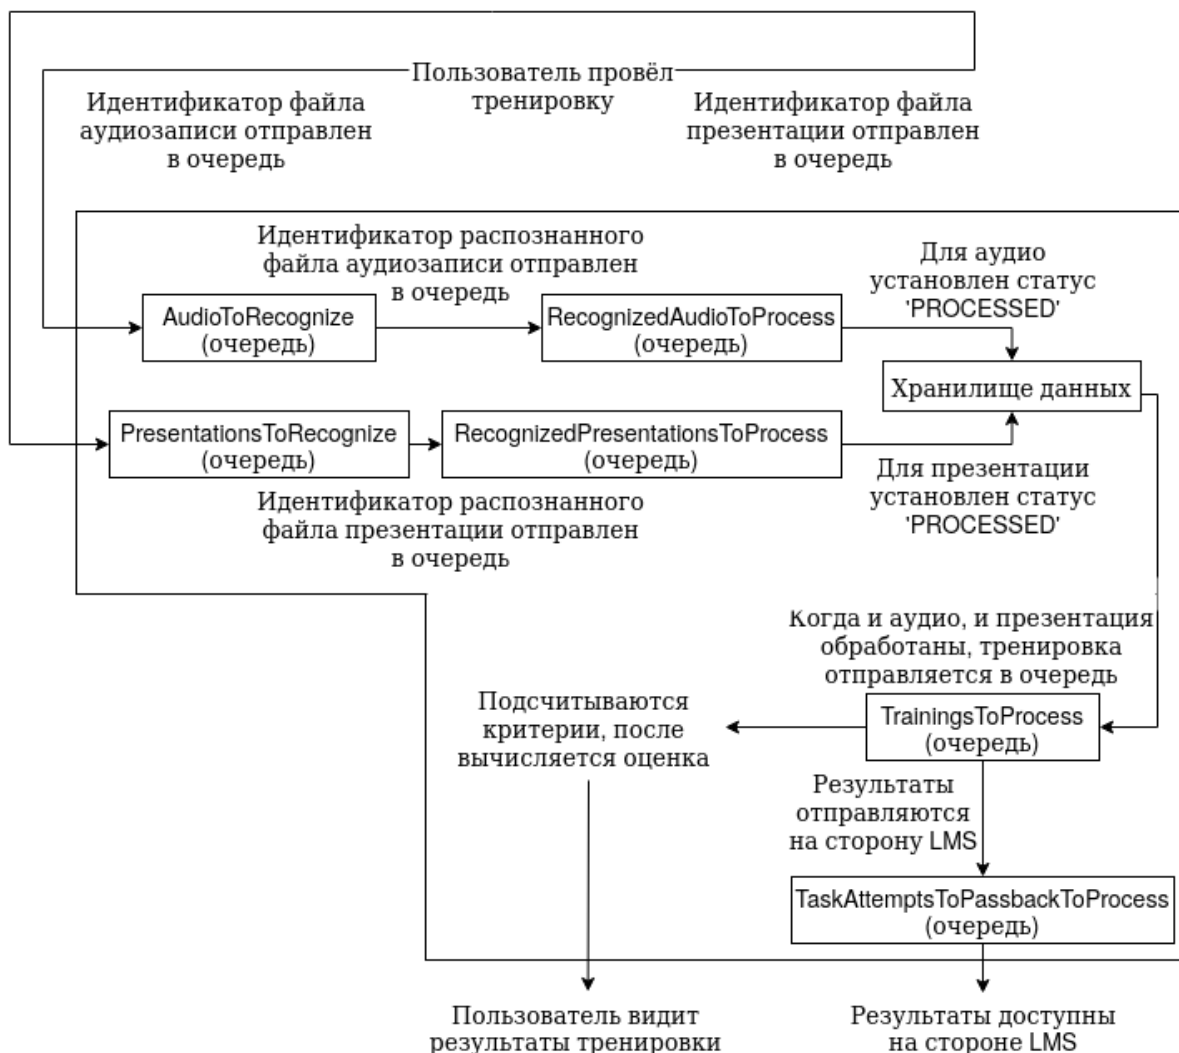 Пользователь провёл
тренировку
Идентификатор файла
аудиозаписи отправлен
в очередь
Идентификатор файла
презентации отправлен
в очередь
Идентификатор распознанного
файла аудиозаписи отправлен
в очередь
Для аудио
установлен статус
'PROCESSED'
AudioToRecognize
(очередь)
RecognizedAudioToProcess
(очередь)
Хранилище данных
PresentationsToRecognize
(очередь)
RecognizedPresentationsToProcess
(очередь)
Для презентации
установлен статус
'PROCESSED'
Идентификатор распознанного
файла презентации отправлен
в очередь
Когда и аудио, и презентация
обработаны, тренировка
отправляется в очередь
Подсчитываются
критерии, после
вычисляется оценка
TrainingsToProcess
(очередь)
Результаты
отправляются
на сторону LMS
TaskAttemptsToPassbackToProcess
(очередь)
Пользователь видит
результаты тренировки
Результаты доступны
на стороне LMS